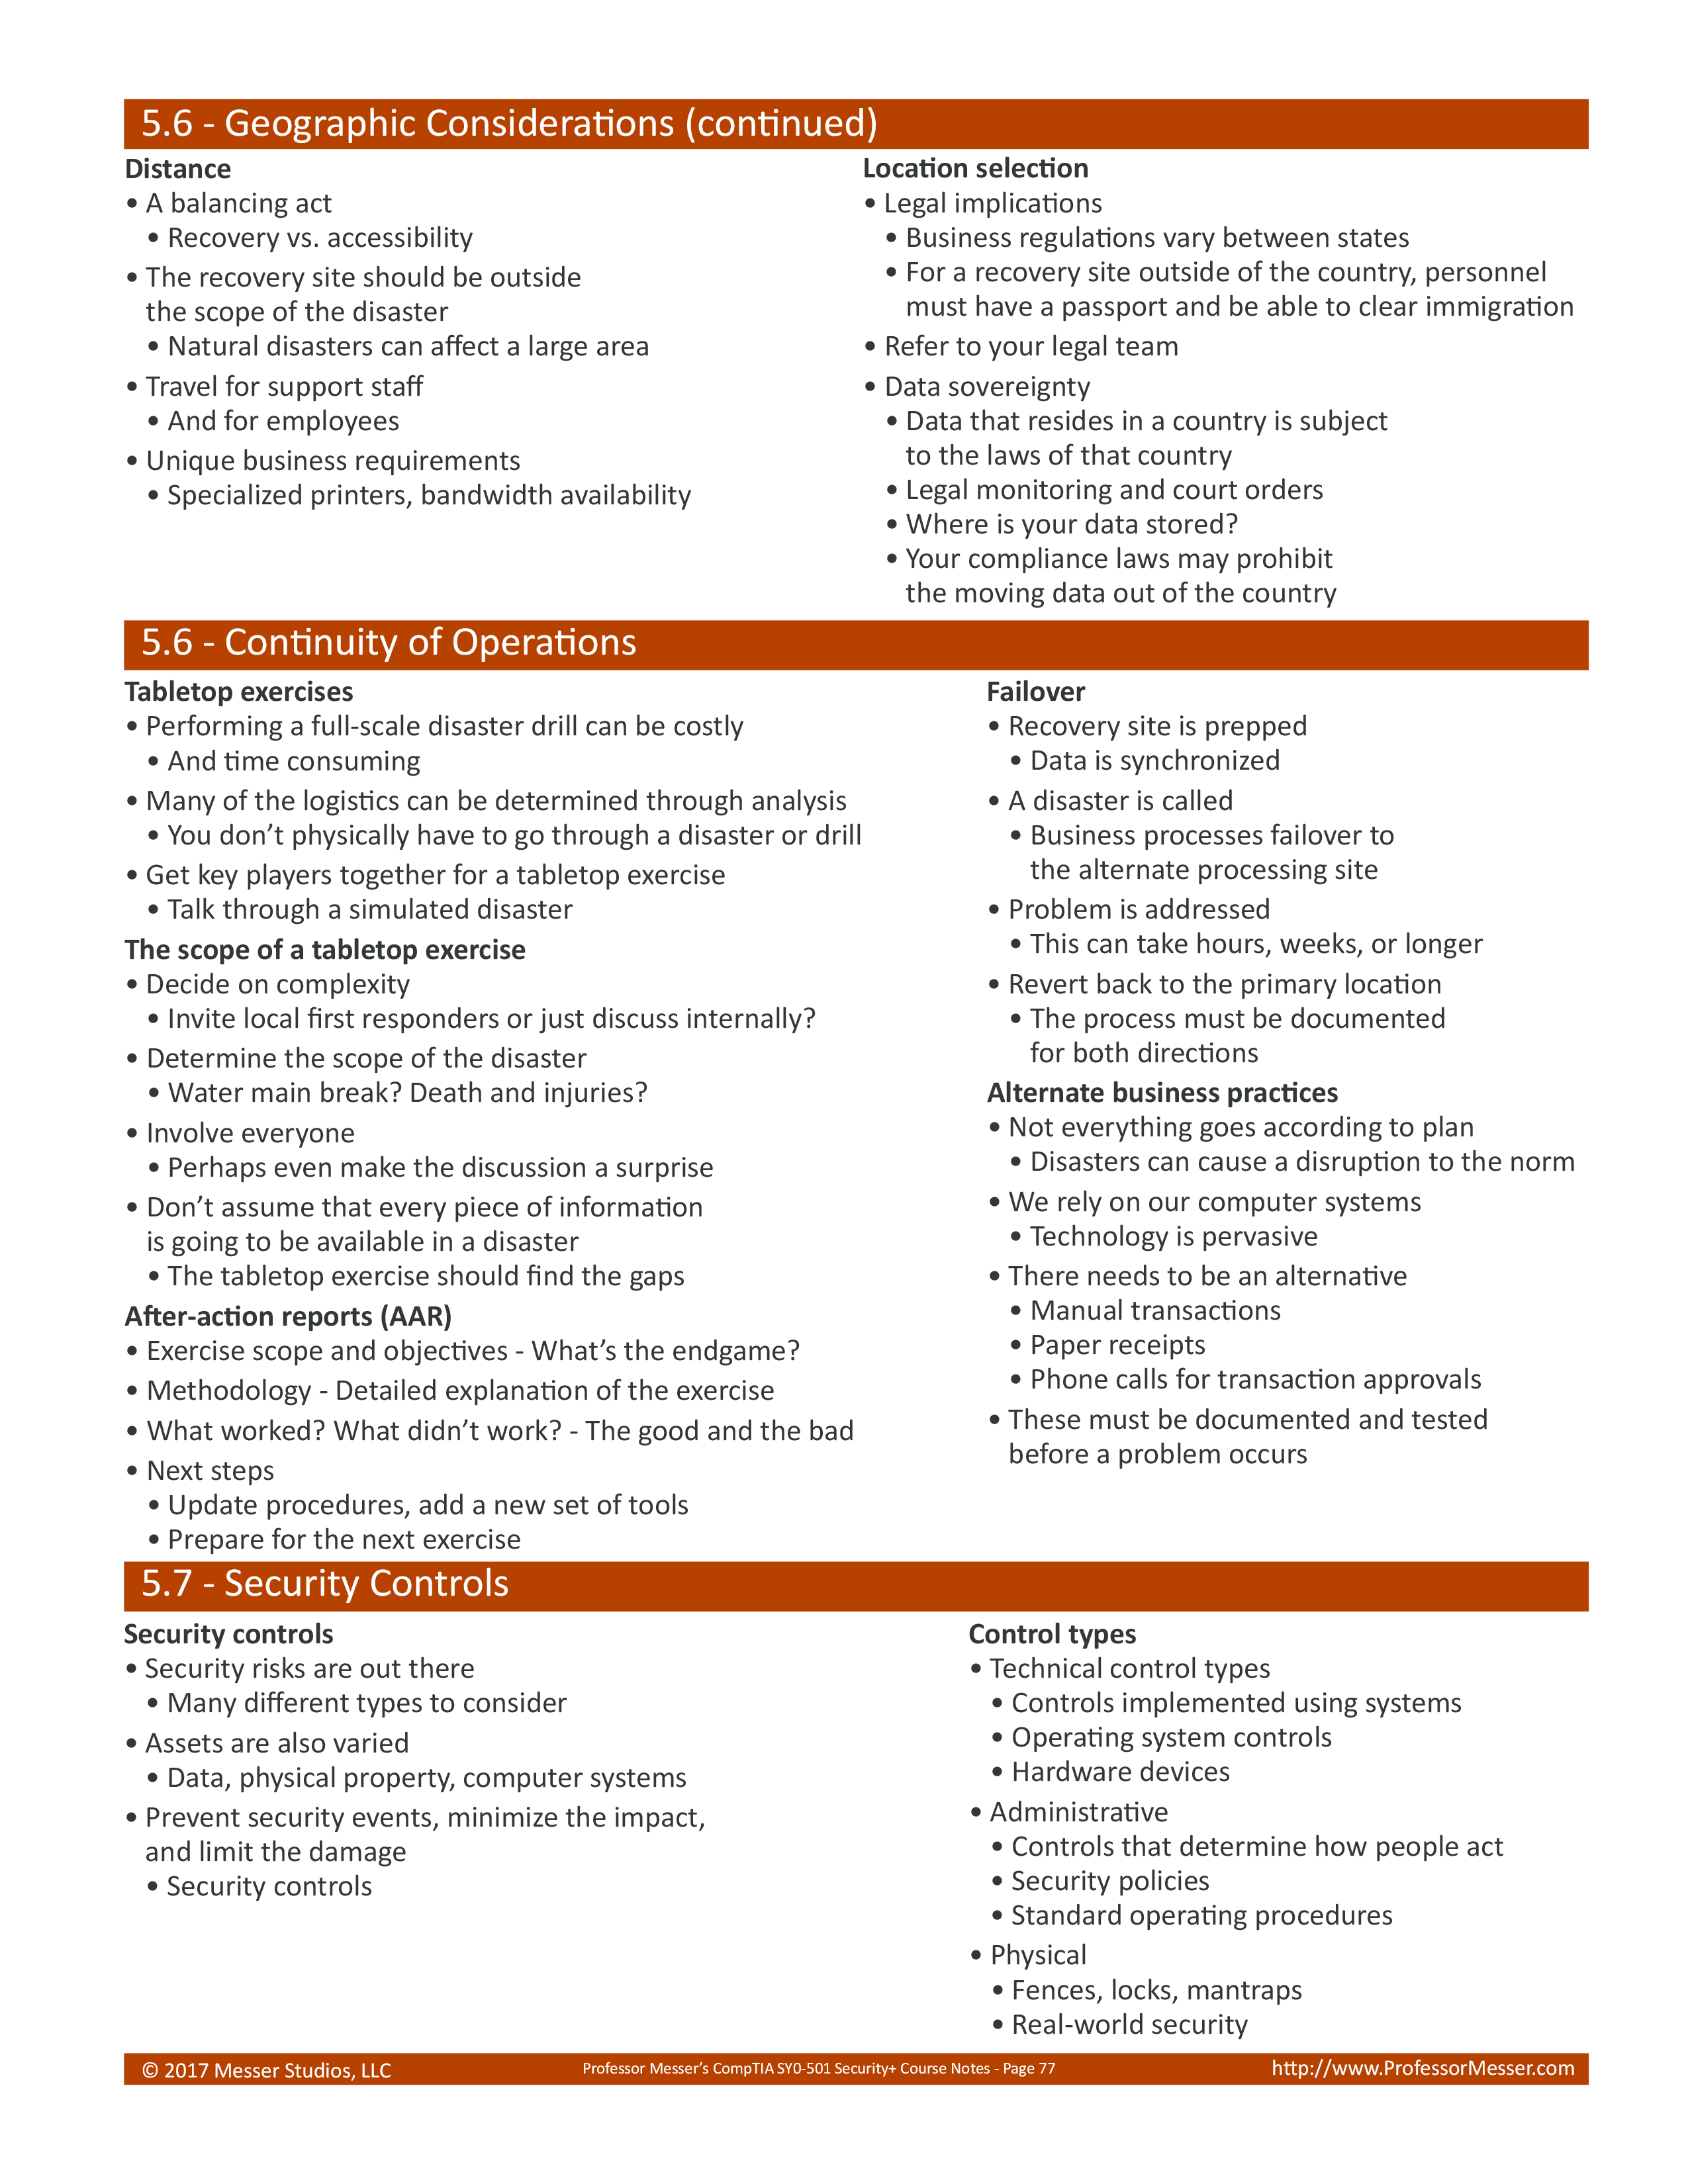 5.6 - Geographic Considerations (continued)
Distance
• A balancing act
• Recovery vs. accessibility
• The recovery site should be outside
the scope of the disaster
• Natural disasters can affect a large area
• Travel for support staff
• And for employees
• Unique business requirements
• Specialized printers, bandwidth availability
Location selection
• Legal implications
• Business regulations vary between states
• For a recovery site outside of the country, personnel
must have a passport and be able to clear immigration
• Refer to your legal team
• Data sovereignty
• Data that resides in a country is subject
to the laws of that country
• Legal monitoring and court orders
• Where is your data stored?
• Your compliance laws may prohibit
the moving data out of the country
5.6 - Continuity of Operations
Tabletop exercises
• Performing a full-scale disaster drill can be costly
• And time consuming
• Many of the logistics can be determined through analysis
• You don’t physically have to go through a disaster or drill
• Get key players together for a tabletop exercise
• Talk through a simulated disaster
The scope of a tabletop exercise
• Decide on complexity
• Invite local first responders or just discuss internally?
• Determine the scope of the disaster
• Water main break? Death and injuries?
• Involve everyone
• Perhaps even make the discussion a surprise
• Don’t assume that every piece of information
is going to be available in a disaster
• The tabletop exercise should find the gaps
After-action reports (AAR)
• Exercise scope and objectives - What’s the endgame?
• Methodology - Detailed explanation of the exercise
• What worked? What didn’t work? - The good and the bad
• Next steps
• Update procedures, add a new set of tools
• Prepare for the next exercise
Failover
• Recovery site is prepped
• Data is synchronized
• A disaster is called
• Business processes failover to
the alternate processing site
• Problem is addressed
• This can take hours, weeks, or longer
• Revert back to the primary location
• The process must be documented
for both directions
Alternate business practices
• Not everything goes according to plan
• Disasters can cause a disruption to the norm
• We rely on our computer systems
• Technology is pervasive
• There needs to be an alternative
• Manual transactions
• Paper receipts
• Phone calls for transaction approvals
• These must be documented and tested
before a problem occurs
5.7 - Security Controls
Security controls
• Security risks are out there
• Many different types to consider
• Assets are also varied
• Data, physical property, computer systems
• Prevent security events, minimize the impact,
and limit the damage
• Security controls
Control types
• Technical control types
• Controls implemented using systems
• Operating system controls
• Hardware devices
• Administrative
• Controls that determine how people act
• Security policies
• Standard operating procedures
• Physical
• Fences, locks, mantraps
• Real-world security
© 2017 Messer Studios, LLC
Professor Messer’s CompTIA SY0-501 Security+ Course Notes - Page 77
http://www.ProfessorMesser.com